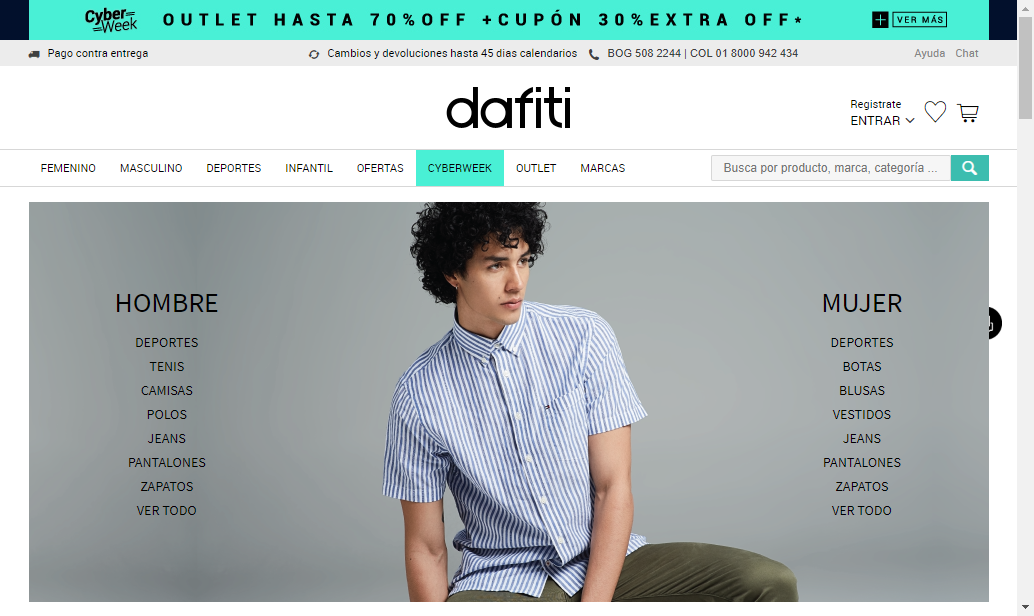 Cyber Week
OUTLET HASTA 70%OFF +CUPÓN 30%EXTRA OFF*
VER MÁS
Pago contra entrega
Cambios y devoluciones hasta 45 dias calendarios
BOG 508 2244 | COL 01 8000 942 434
Ayuda
Chat
dafiti
Registrate
ENTRAR
FEMENINO
MASCULINO
DEPORTES
INFANTIL
OFERTAS
CYBERWEEK
OUTLET
MARCAS
Busca por producto, marca, categoría ...
HOMBRE
DEPORTES
TENIS
CAMISAS
POLOS
JEANS
PANTALONES
ZAPATOS
VER TODO
MUJER
DEPORTES
BOTAS
BLUSAS
VESTIDOS
JEANS
PANTALONES
ZAPATOS
VER TODO